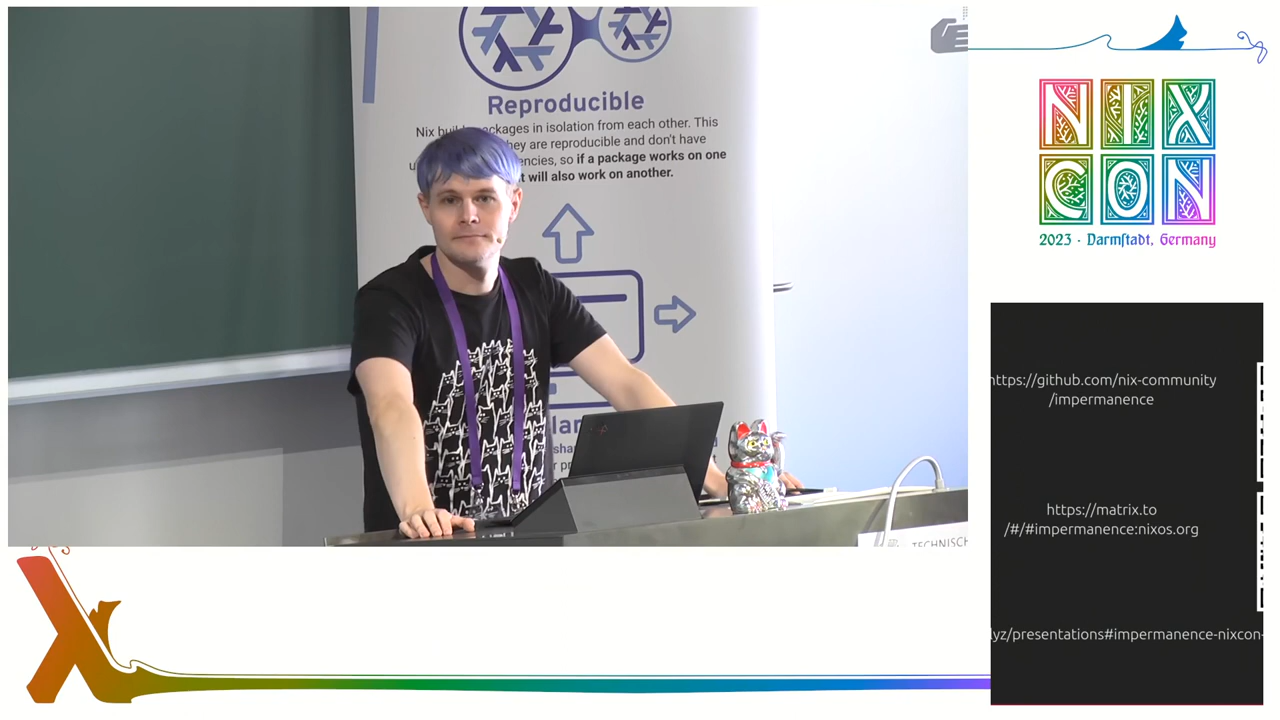 Reproducible
Nix builds packages in isolation from each other. This
they are reproducible and don't have
encies, so if a package works on one
it will also work on another.
NIX
CON
2023 · Darmſtadt, Germany
https://github.com/nix-community
/impermanence
https://matrix.to
/#/#impermanence:nixos.org
lyz/presentations#impermanence-nixcon-
TECHNISCH